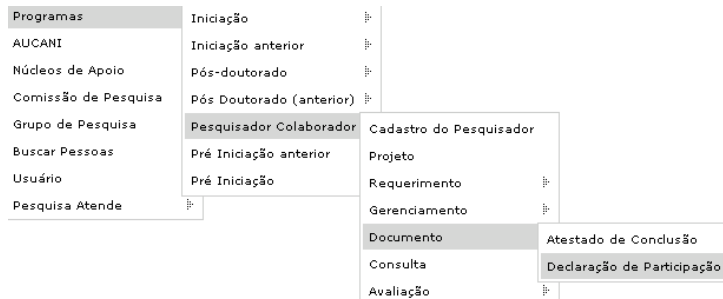 Programas
AUCANI
Núcleos de Apoio
Comissão de Pesquisa
Grupo de Pesquisa
Buscar Pessoas
Usuário
Pesquisa Atende
Iniciação
Iniciação anterior
Pós-doutorado
Pós Doutorado (anterior)
Pesquisador Colaborador
Pré Iniciação anterior
Pré Iniciação
Cadastro do Pesquisador
Projeto
Requerimento
Gerenciamento
Documento
Consulta
Avaliação
Atestado de Conclusão
Declaração de Participação